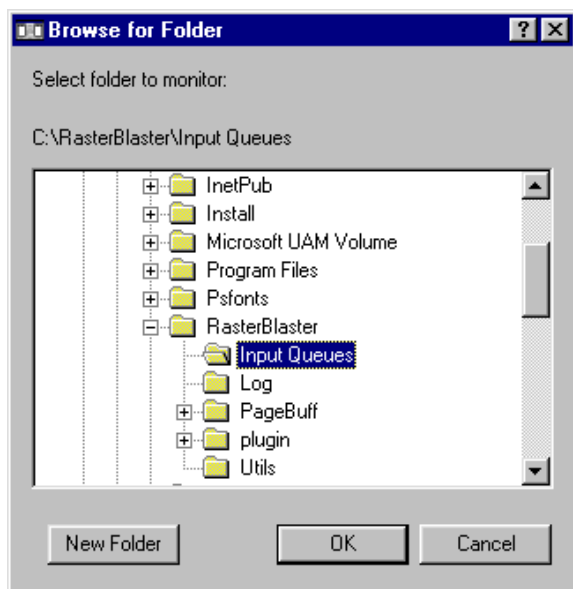 Browse for Folder
Select folder to monitor:
C:\RasterBlaster\Input Queues
InetPub
Install
Microsoft UAM Volume
Program Files
Psfonts
RasterBlaster
Input Queues
Log
PageBuff
plugin
Utils
New Folder OK Cancel